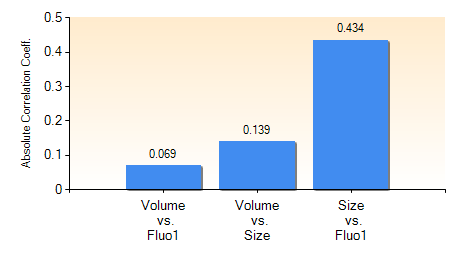 Absolute Correlation Coeff.
0.5
0.4
0.3
0.2
0.1
0
0.069
0.139
0.434
Volume
vs.
Fluo1
Volume
vs.
Size
Size
vs.
Fluo1